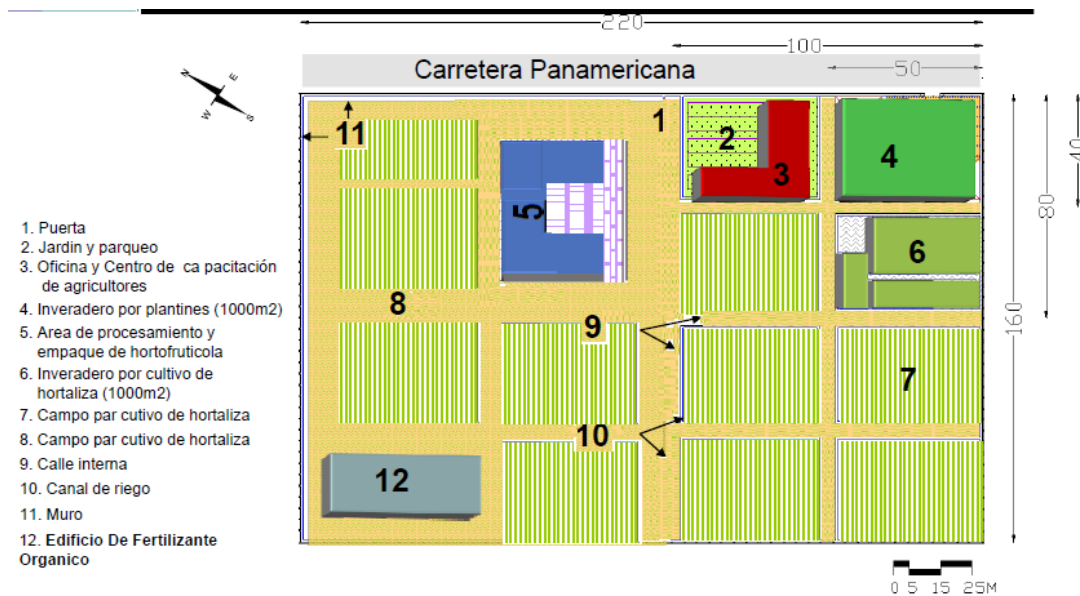 220
100
50
Carretera Panamericana
N
E
W
S
11
1
2
3
4
40
5
80
6
1. Puerta
2. Jardin y parqueo
3. Oficina y Centro de ca pacitación
de agricultores
4. Inveradero por plantines (1000m2)
5. Area de procesamiento y
empaque de hortofruticola
6. Inveradero por cultivo de
hortaliza (1000m2)
7. Campo par cutivo de hortaliza
8. Campo par cutivo de hortaliza
9. Calle interna
10. Canal de riego
11. Muro
12. Edificio De Fertilizante
Organico
8
9
160
7
10
12
0 5 15 25M